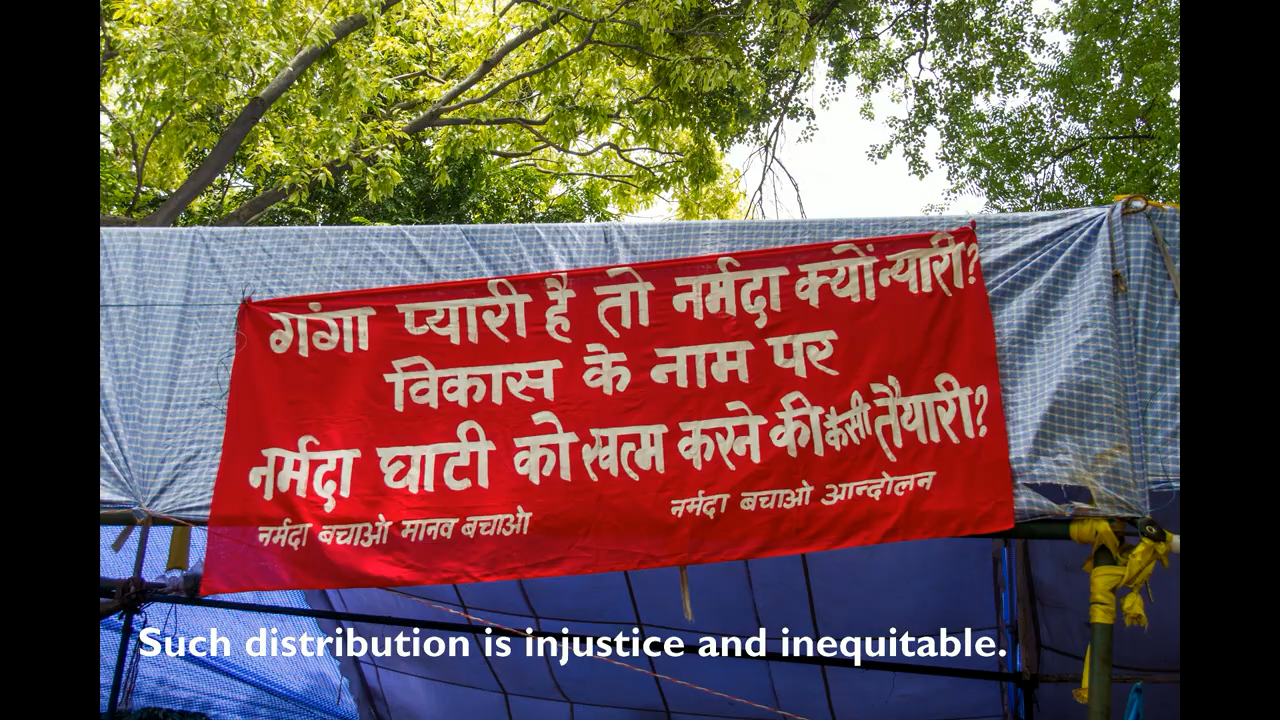 गंगा प्यारी है तो नर्मदा क्यों न्यारी?
विकास के नाम पर
नर्मदा घाटी को खत्म करने की कैसी तैयारी?
नर्मदा बचाओ मानव बचाओ
नर्मदा बचाओ आन्दोलन
Such distribution is injustice and inequitable.